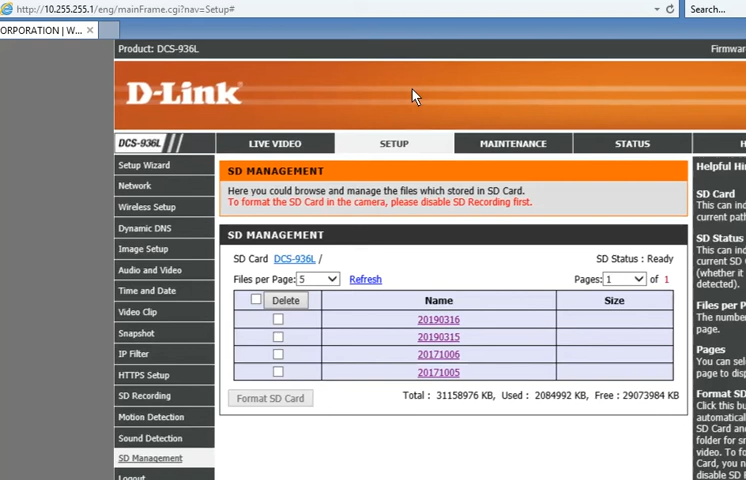 http://10.255.255.1/eng/mainFrame.cgi?nav=Setup#
Search...
ORPORATION | W...
Product: DCS-936L
Firmwar
D-Link
DCS-936L
LIVE VIDEO
SETUP
MAINTENANCE
STATUS
H
Setup Wizard
Network
Wireless Setup
Dynamic DNS
Image Setup
Audio and Video
Time and Date
Video Clip
Snapshot
IP Filter
HTTPS Setup
SD Recording
Motion Detection
Sound Detection
SD Management
Logout
SD MANAGEMENT
Here you could browse and manage the files which stored in SD Card.
To format the SD Card in the camera, please disable SD Recording first.
SD MANAGEMENT
SD Card DCS-936L /
SD Status : Ready
Files per Page: 5 Refresh
Pages: 1 of 1
Delete Name Size
20190316
20190315
20171006
20171005
Format SD Card
Total : 31158976 KB, Used : 2084992 KB, Free : 29073984 KB
Helpful Hi
SD Card
This can in
current pat
SD Status
This can in
current SD
(whether it
detected).
Files per P
The numbe
page.
Pages
You can sel
page to disp
Format SD
Click this bu
automatica
SD Card an
folder for s
video. To fo
Card, you n
disable SD R